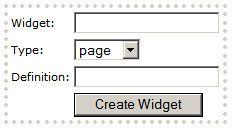 Widget:
Type: page
Definition:
Create Widget